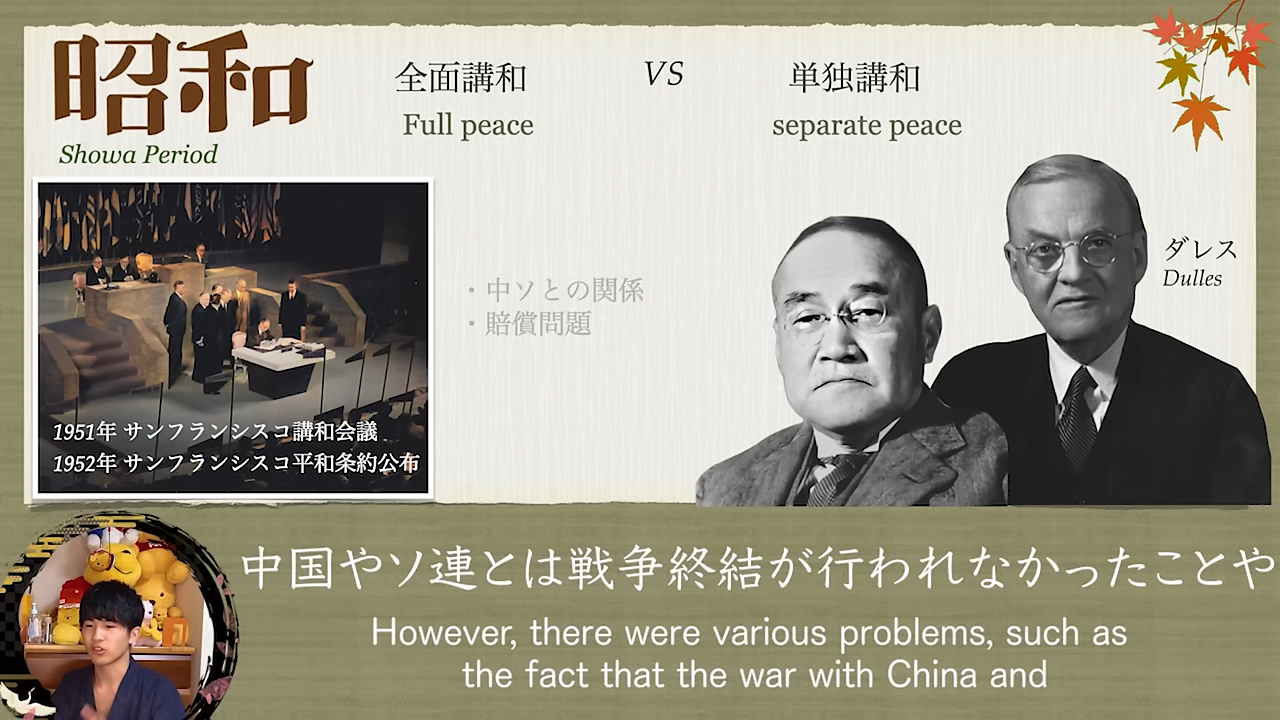 昭和
Showa Period
全面講和
VS
単独講和
Full peace
separate peace
ダレス
Dulles
・中ソとの関係
・賠償問題
1951年 サンフランシスコ講和会議
1952年 サンフランシスコ平和条約公布
中国やソ連とは戦争終結が行われなかったことや
However, there were various problems, such as
the fact that the war with China and